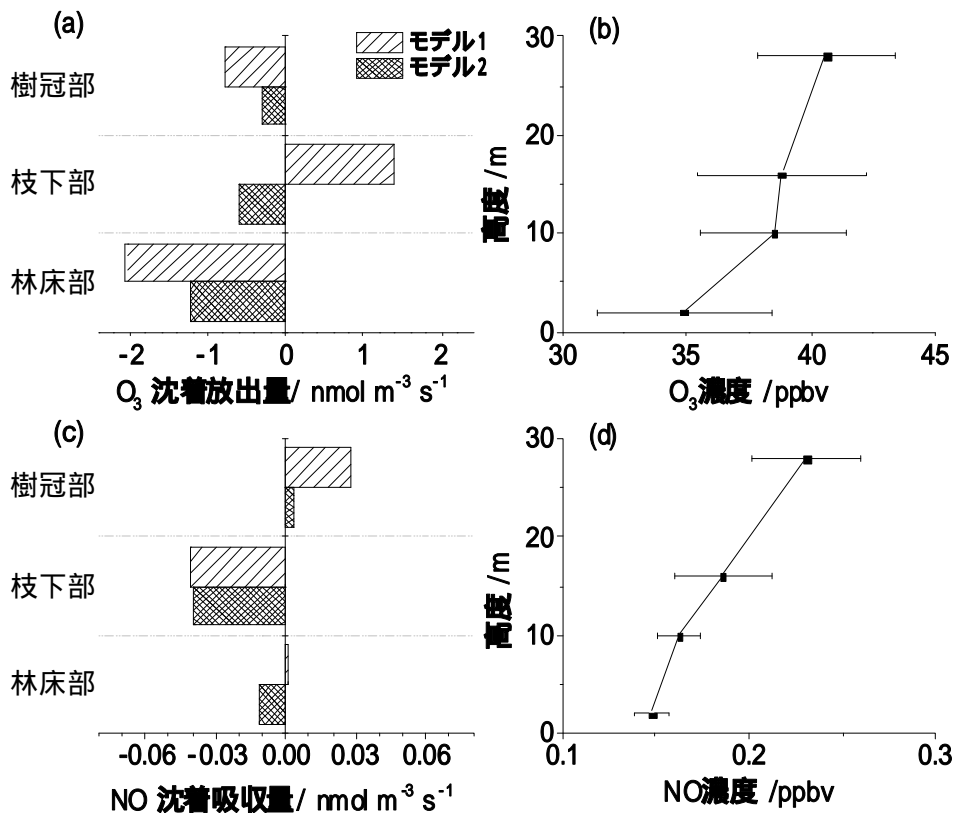 (a)
モデル1
モデル2
樹冠部
枝下部
林床部
-2 -1 0 1 2
O3 沈着放出量/ nmol m-3 s-1
(b)
30
20
10
0
高度 /m
30 35 40 45
O3濃度 /ppbv
(c)
樹冠部
枝下部
林床部
-0.06 -0.03 0.00 0.03 0.06
NO 沈着吸収量/ nmol m-3 s-1
(d)
30
20
10
0
高度 /m
0.1 0.2 0.3
NO濃度 /ppbv